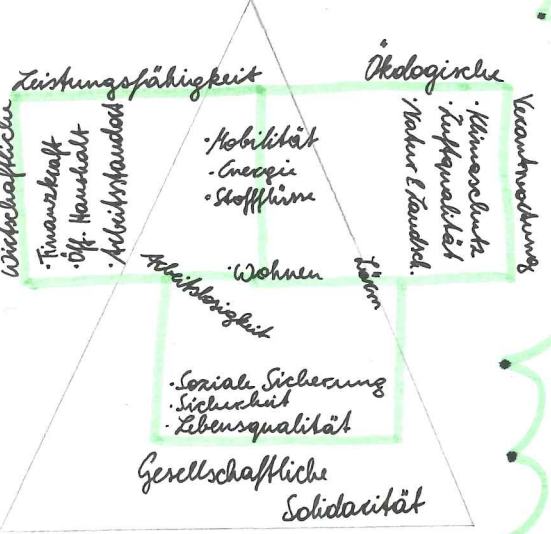 Leistungsfähigkeit
Wirtschaftliche
· Finanzkraft
· Öff. Haushalt
· Arbeitsstandort
· Mobilität
· Energie
· Stoffflüsse
Ökologische
Verantwortung
· Klimaschutz
· Luftqualität
· Natur & Landsch.
Arbeitslosigkeit
· Wohnen
Lärm
· Soziale Sicherung
· Sicherheit
· Lebensqualität
Gesellschaftliche
Solidarität